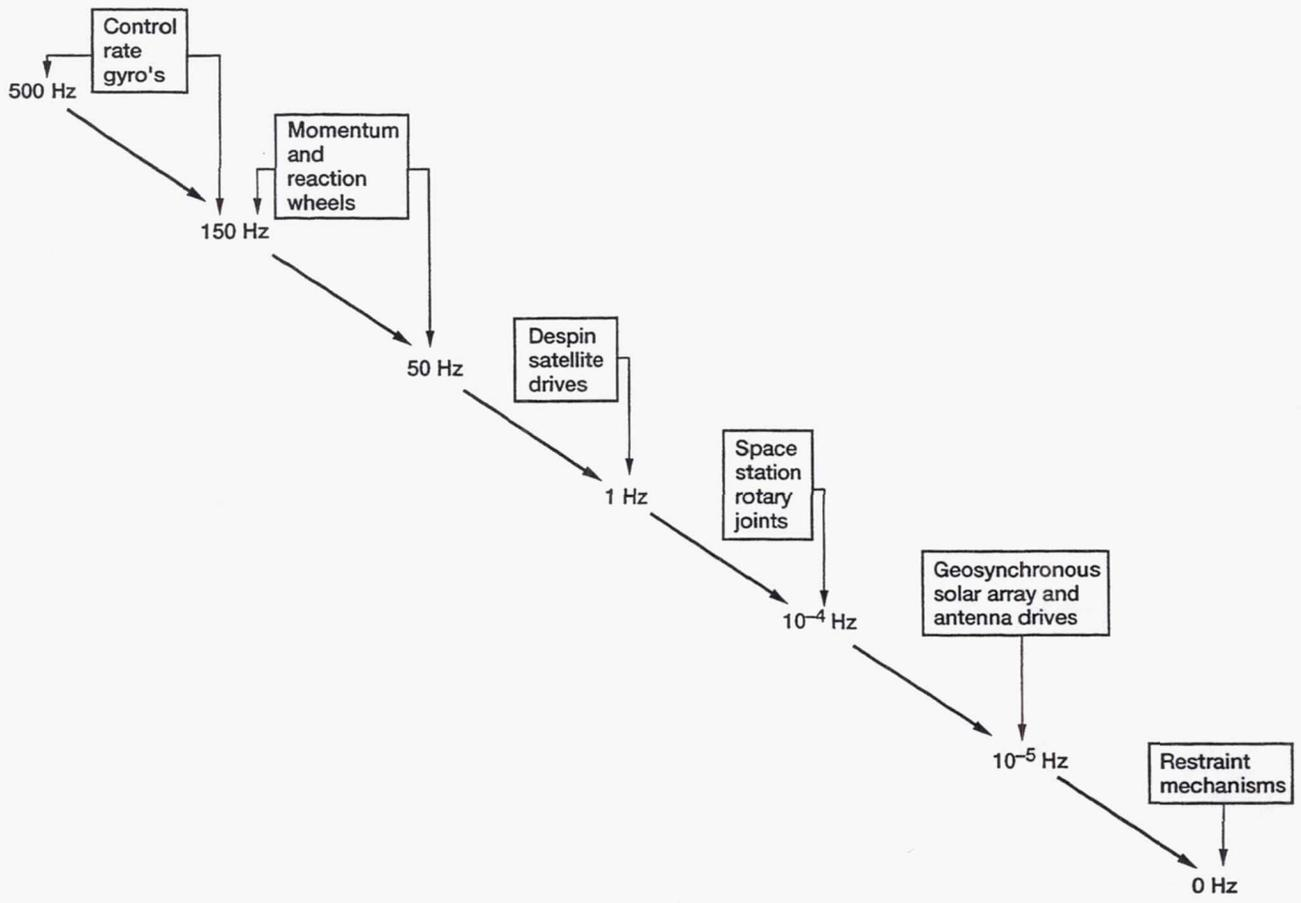 Control
rate
gyro's
500 Hz
Momentum
and
reaction
wheels
150 Hz
Despin
satellite
drives
50 Hz
Space
station
rotary
joints
1 Hz
Geosynchronous
solar array and
antenna drives
10⁻⁴ Hz
Restraint
mechanisms
10⁻⁵ Hz
0 Hz